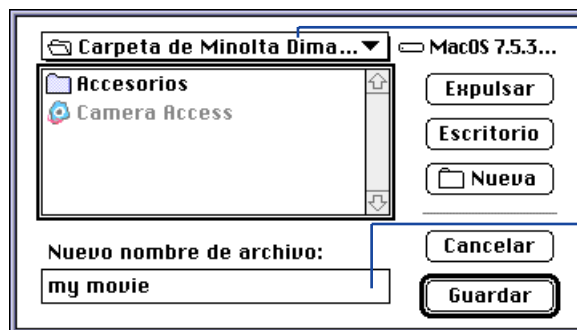 Carpeta de Minolta Dima...
MacOS 7.5.3...
Accesorios
Camera Access
Expulsar
Escritorio
Nueva
Nuevo nombre de archivo:
my movie
Cancelar
Guardar